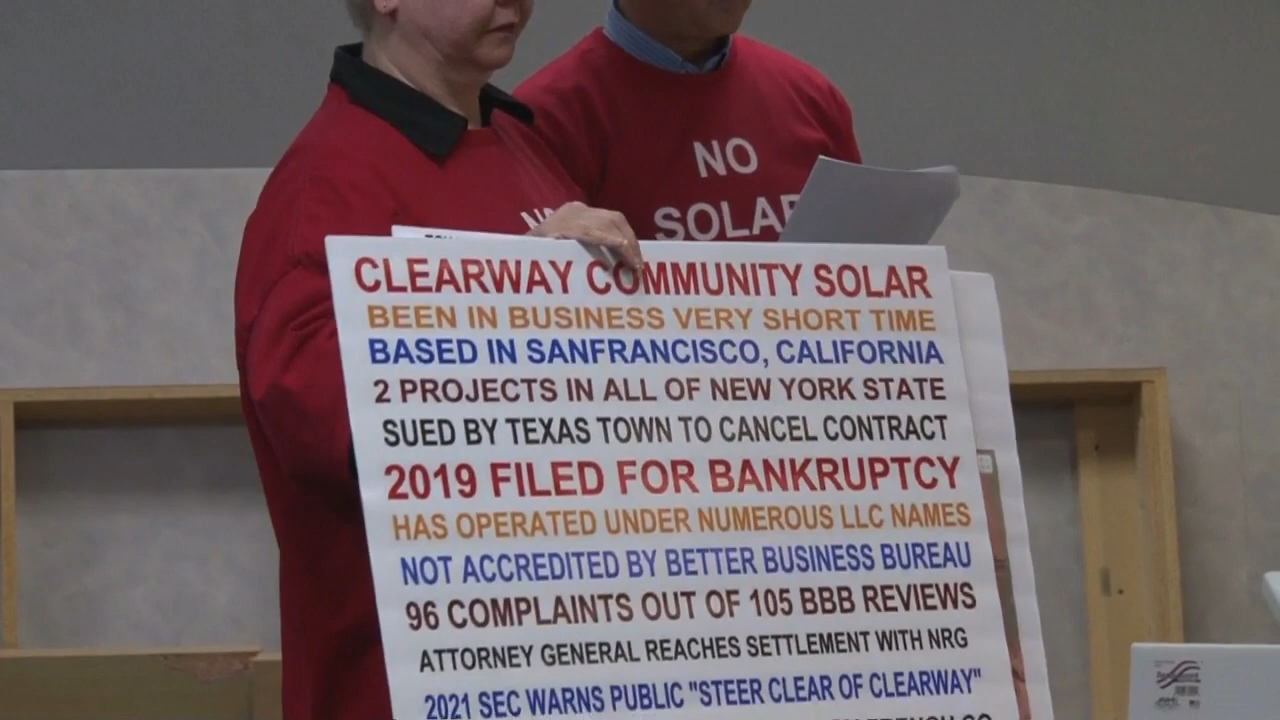 NO
SOLAR
CLEARWAY COMMUNITY SOLAR
BEEN IN BUSINESS VERY SHORT TIME
BASED IN SANFRANCISCO, CALIFORNIA
2 PROJECTS IN ALL OF NEW YORK STATE
SUED BY TEXAS TOWN TO CANCEL CONTRACT
2019 FILED FOR BANKRUPTCY
HAS OPERATED UNDER NUMEROUS LLC NAMES
NOT ACCREDITED BY BETTER BUSINESS BUREAU
96 COMPLAINTS OUT OF 105 BBB REVIEWS
ATTORNEY GENERAL REACHES SETTLEMENT WITH NRG
2021 SEC WARNS PUBLIC "STEER CLEAR OF CLEARWAY"